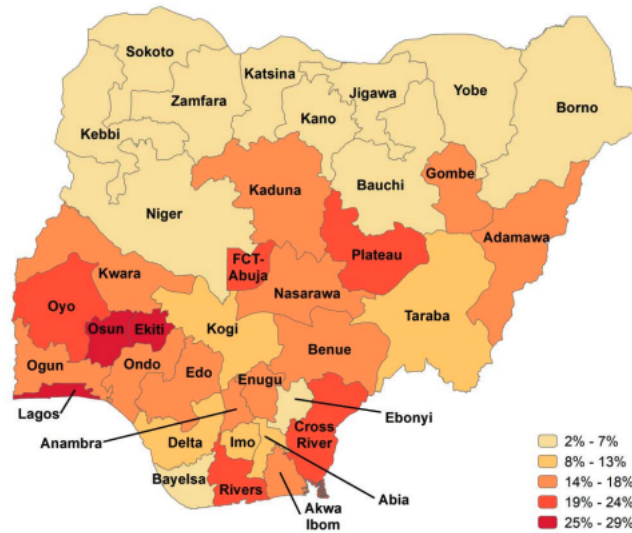 Sokoto
Katsina
Jigawa
Yobe
Borno
Zamfara
Kano
Kebbi
Gombe
Kaduna
Bauchi
Niger
Adamawa
FCT-
Abuja
Plateau
Kwara
Nasarawa
Oyo
Taraba
Osun
Ekiti
Kogi
Benue
Ogun
Ondo
Edo
Enugu
Lagos
Ebonyi
Anambra
Cross
River
Delta
Imo
Bayelsa
Rivers
Abia
Akwa
Ibom
2% - 7%
8% - 13%
14% - 18%
19% - 24%
25% - 29%